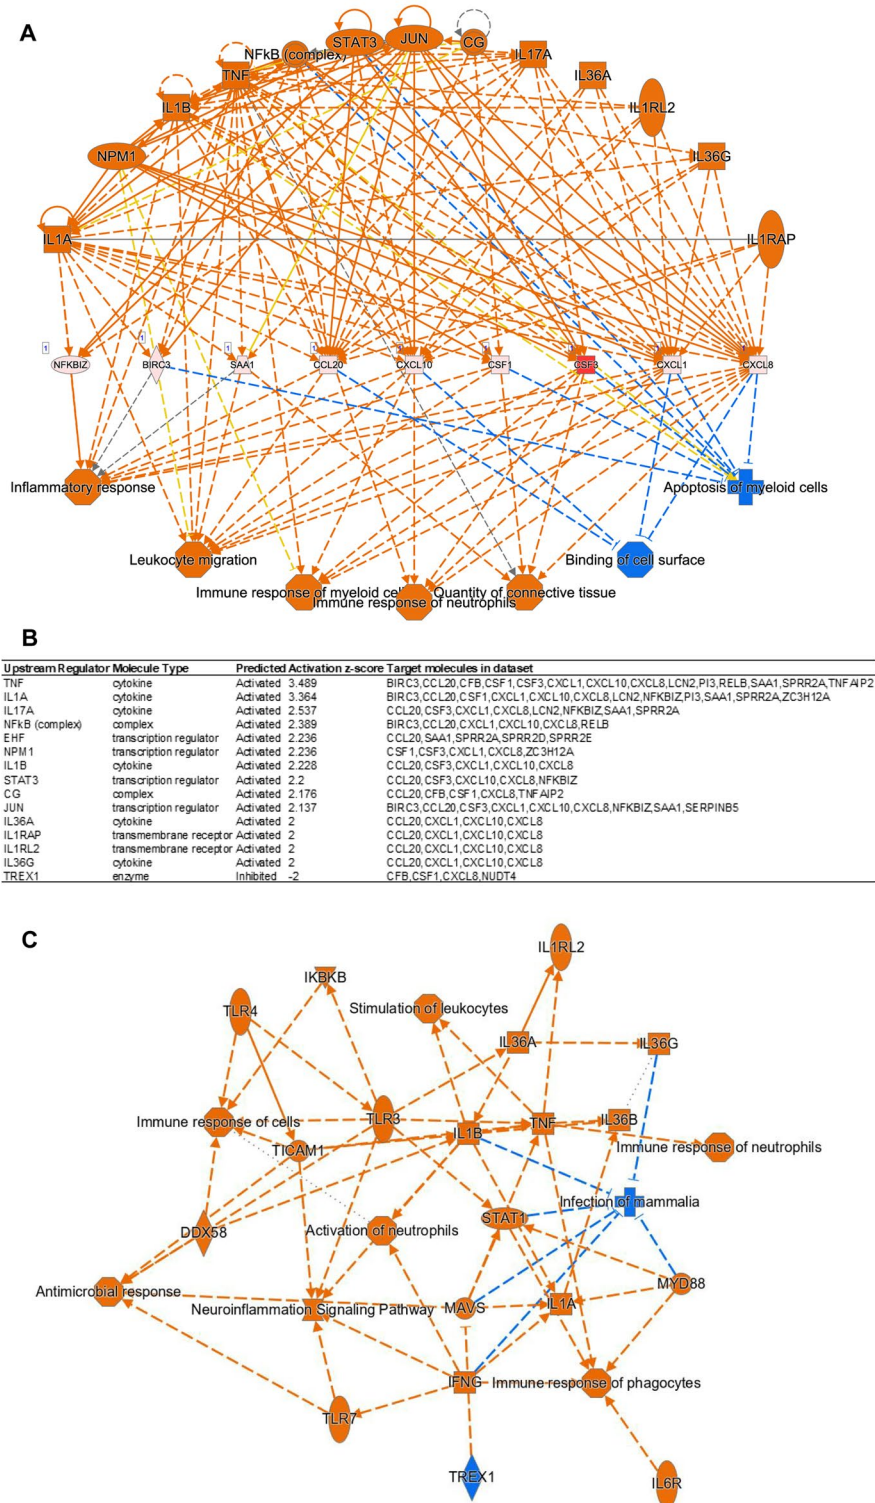 A
STAT3
JUN
CG
NFkB (complex)
IL17A
TNF
IL36A
IL1B
IL1RL2
NPM1
IL36G
IL1A
IL1RAP
1
1
1
1
1
1
1
1
1
NFKBIZ
BIRC3
SAA1
CCL20
CXCL10
CSF1
CSF3
CXCL1
CXCL8
Inflammatory response
Apoptosis of myeloid cells
Leukocyte migration
Binding of cell surface
Immune response of myeloid cell
Quantity of connective tissue
Immune response of neutrophils
B
Upstream Regulator Molecule Type Predicted Activation z-score Target molecules in dataset
TNF cytokine Activated 3.489 BIRC3,CCL20,CFB,CSF1,CSF3,CXCL1,CXCL10,CXCL8,LCN2,PI3,RELB,SAA1,SPRR2A,TNFAIP2
IL1A cytokine Activated 3.364 BIRC3,CCL20,CSF1,CXCL1,CXCL10,CXCL8,LCN2,NFKBIZ,PI3,SAA1,SPRR2A,ZC3H12A
IL17A cytokine Activated 2.537 CCL20,CSF3,CXCL1,CXCL8,LCN2,NFKBIZ,SAA1,SPRR2A
NFkB (complex) complex Activated 2.389 BIRC3,CCL20,CXCL1,CXCL10,CXCL8,RELB
EHF transcription regulator Activated 2.236 CCL20,SAA1,SPRR2A,SPRR2D,SPRR2E
NPM1 transcription regulator Activated 2.236 CSF1,CSF3,CXCL1,CXCL8,ZC3H12A
IL1B cytokine Activated 2.228 CCL20,CSF3,CXCL1,CXCL10,CXCL8
STAT3 transcription regulator Activated 2.2 CCL20,CSF3,CXCL10,CXCL8,NFKBIZ
CG complex Activated 2.176 CCL20,CFB,CSF1,CXCL8,TNFAIP2
JUN transcription regulator Activated 2.137 BIRC3,CCL20,CSF3,CXCL1,CXCL10,CXCL8,NFKBIZ,SAA1,SERPINB5
IL36A cytokine Activated 2 CCL20,CXCL1,CXCL10,CXCL8
IL1RAP transmembrane receptor Activated 2 CCL20,CXCL1,CXCL10,CXCL8
IL1RL2 transmembrane receptor Activated 2 CCL20,CXCL1,CXCL10,CXCL8
IL36G cytokine Activated 2 CCL20,CXCL1,CXCL10,CXCL8
TREX1 enzyme Inhibited -2 CFB,CSF1,CXCL8,NUDT4
C
IL1RL2
IKBKB
Stimulation of leukocytes
TLR4
IL36A
IL36G
Immune response of cells
TLR3
IL1B
TNF
IL36B
Immune response of neutrophils
TICAM1
Infection of mammalia
DDX58
Activation of neutrophils
STAT1
Antimicrobial response
MYD88
Neuroinflammation Signaling Pathway
MAVS
IL1A
IFNG
Immune response of phagocytes
TLR7
TREX1
IL6R